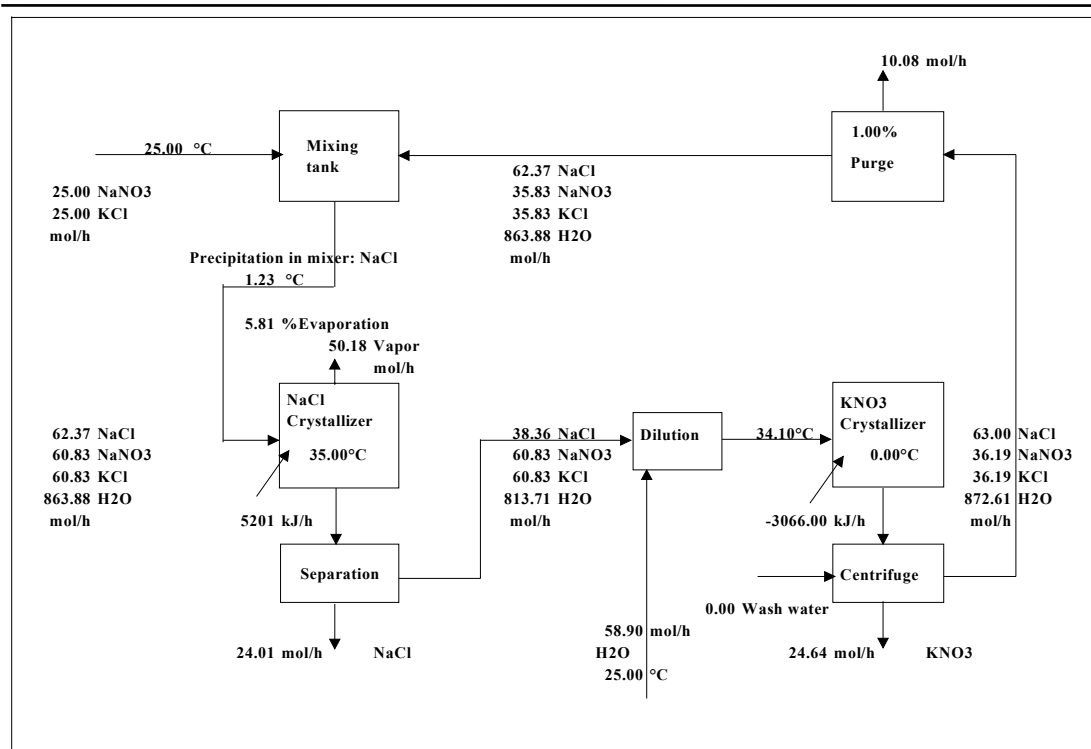 10.08 mol/h
1.00%
Purge
25.00 °C
Mixing
tank
25.00 NaNO3
25.00 KCl
mol/h
62.37 NaCl
35.83 NaNO3
35.83 KCl
863.88 H2O
mol/h
Precipitation in mixer: NaCl
1.23 °C
5.81 %Evaporation
50.18 Vapor
mol/h
NaCl
Crystallizer
35.00°C
62.37 NaCl
60.83 NaNO3
60.83 KCl
863.88 H2O
mol/h
5201 kJ/h
Separation
24.01 mol/h NaCl
38.36 NaCl
60.83 NaNO3
60.83 KCl
813.71 H2O
mol/h
Dilution
58.90 mol/h
H2O
25.00 °C
34.10°C
KNO3
Crystallizer
0.00°C
-3066.00 kJ/h
63.00 NaCl
36.19 NaNO3
36.19 KCl
872.61 H2O
mol/h
Centrifuge
0.00 Wash water
24.64 mol/h KNO3